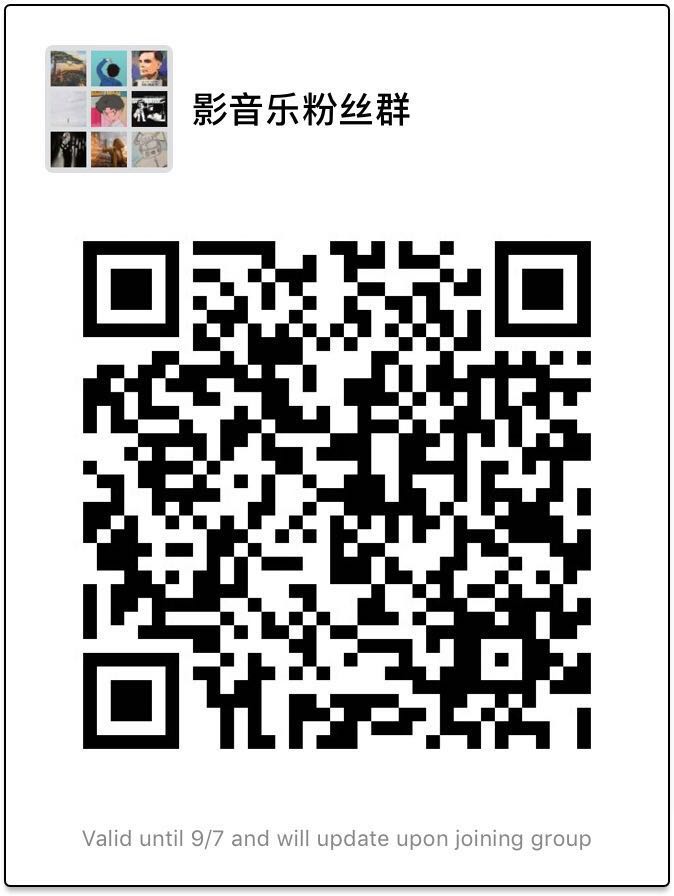 影音乐粉丝群
Valid until 9/7 and will update upon joining group